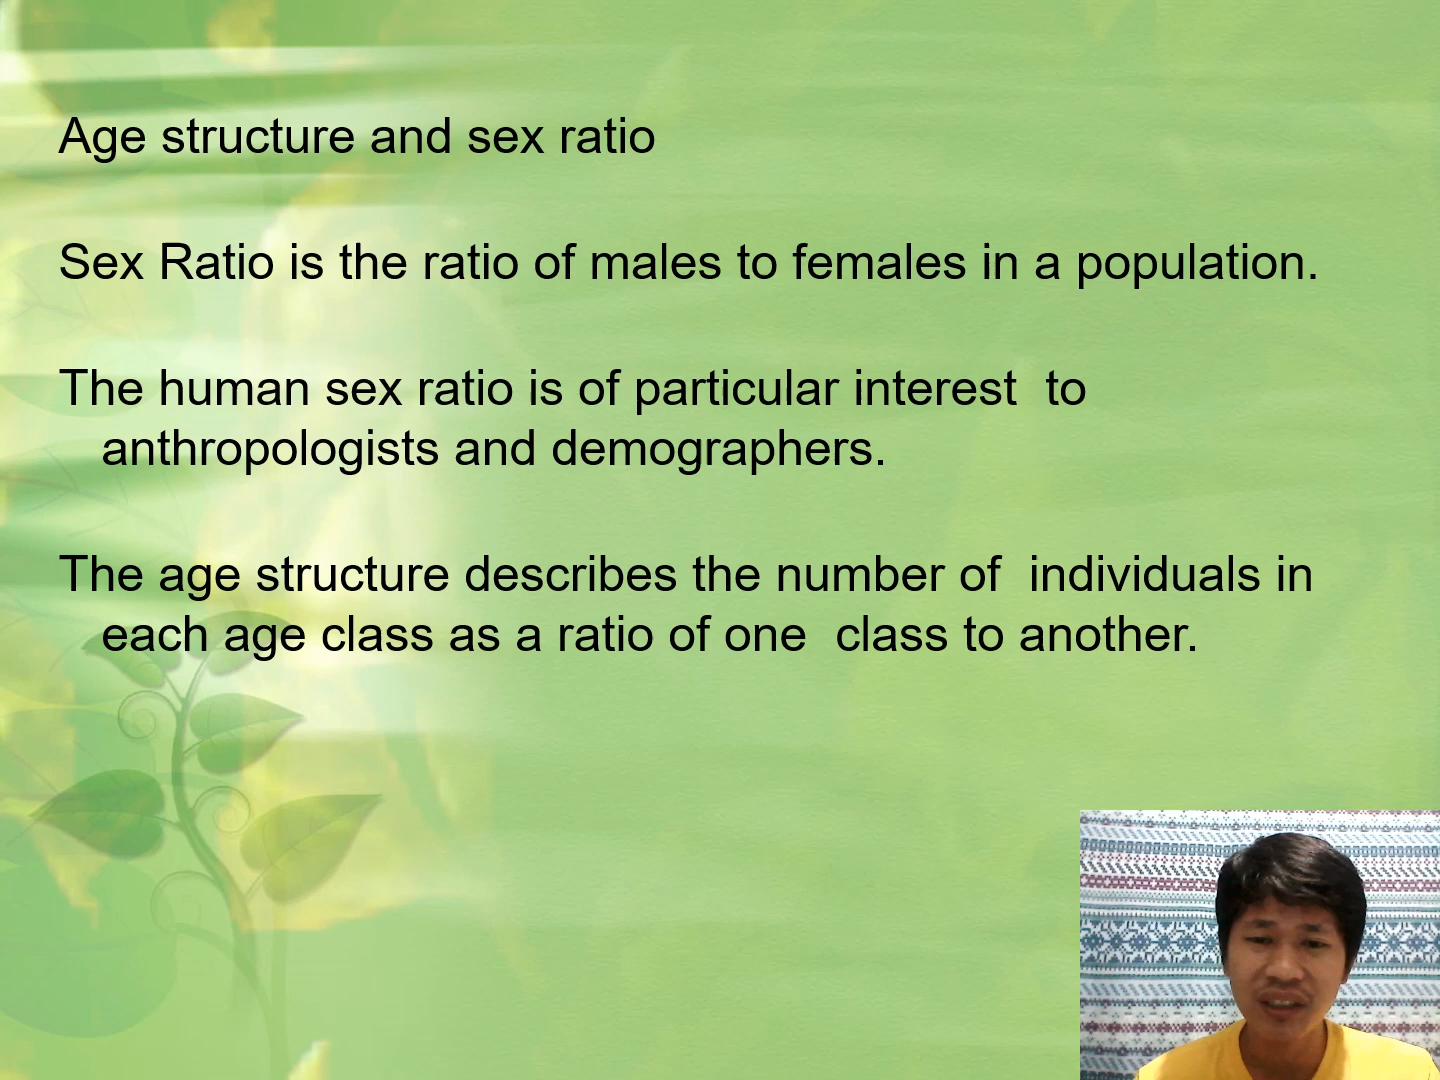 Age structure and sex ratio
Sex Ratio is the ratio of males to females in a population.
The human sex ratio is of particular interest  to
anthropologists and demographers.
The age structure describes the number of  individuals in
each age class as a ratio of one  class to another.